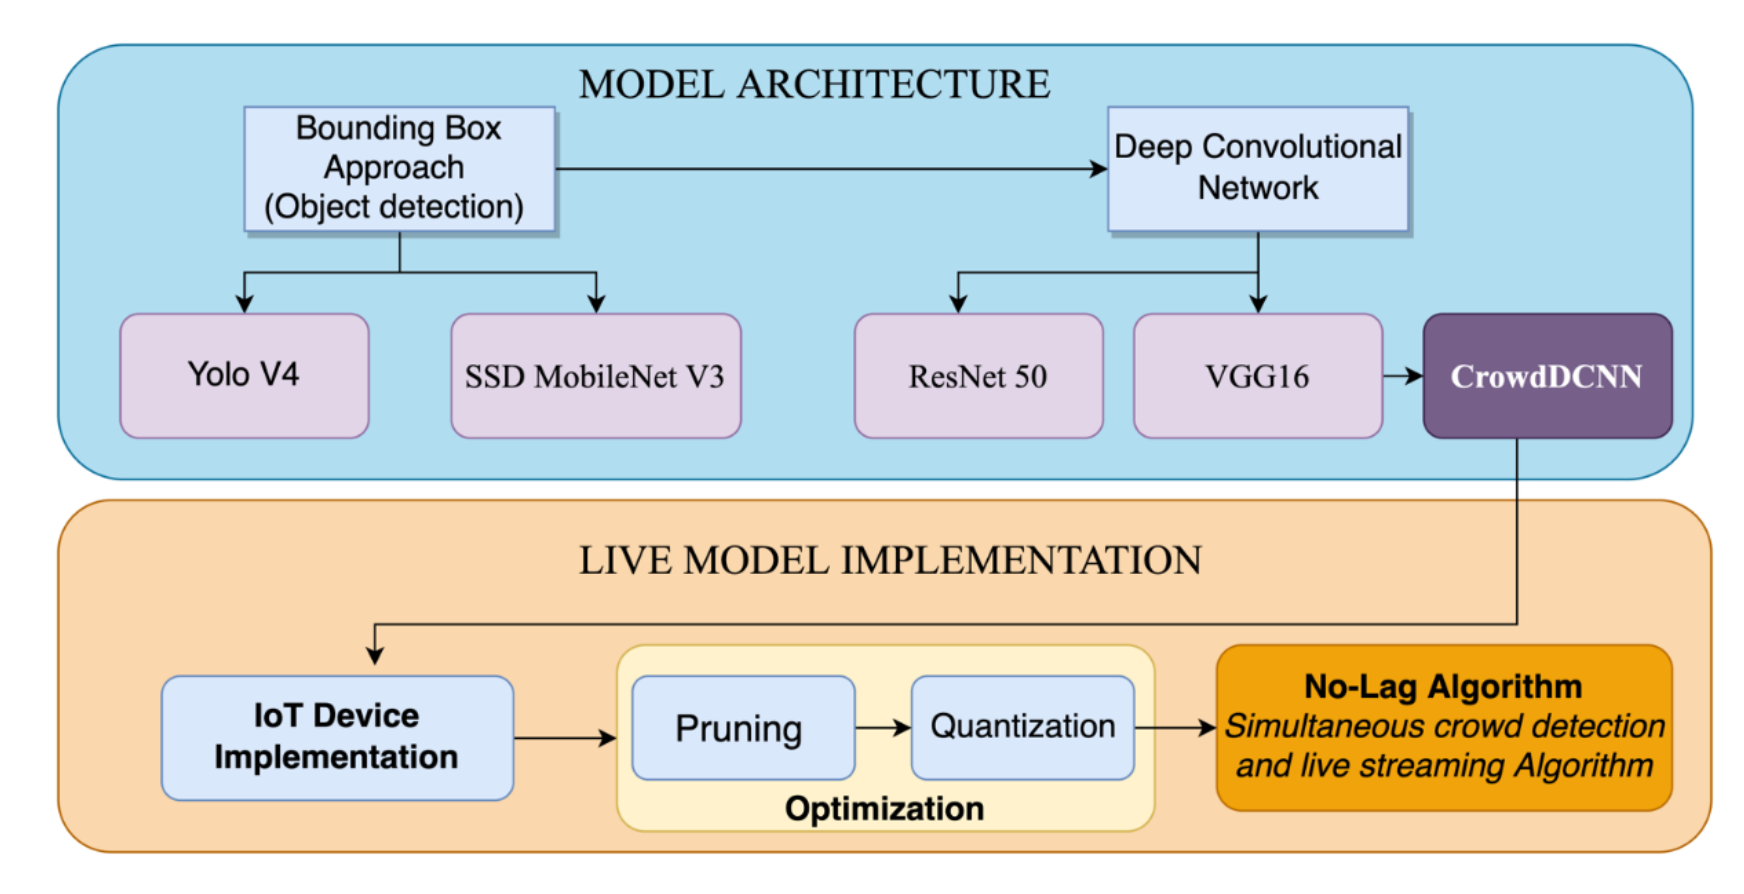 MODEL ARCHITECTURE
Bounding Box
Approach
(Object detection)
Deep Convolutional
Network
Yolo V4
SSD MobileNet V3
ResNet 50
VGG16
CrowdDCNN
LIVE MODEL IMPLEMENTATION
IoT Device
Implementation
Pruning
Quantization
Optimization
No-Lag Algorithm
Simultaneous crowd detection
and live streaming Algorithm